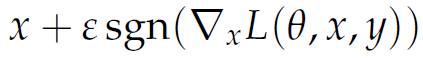 x + ε sgn(∇ₓL(θ, x, y))